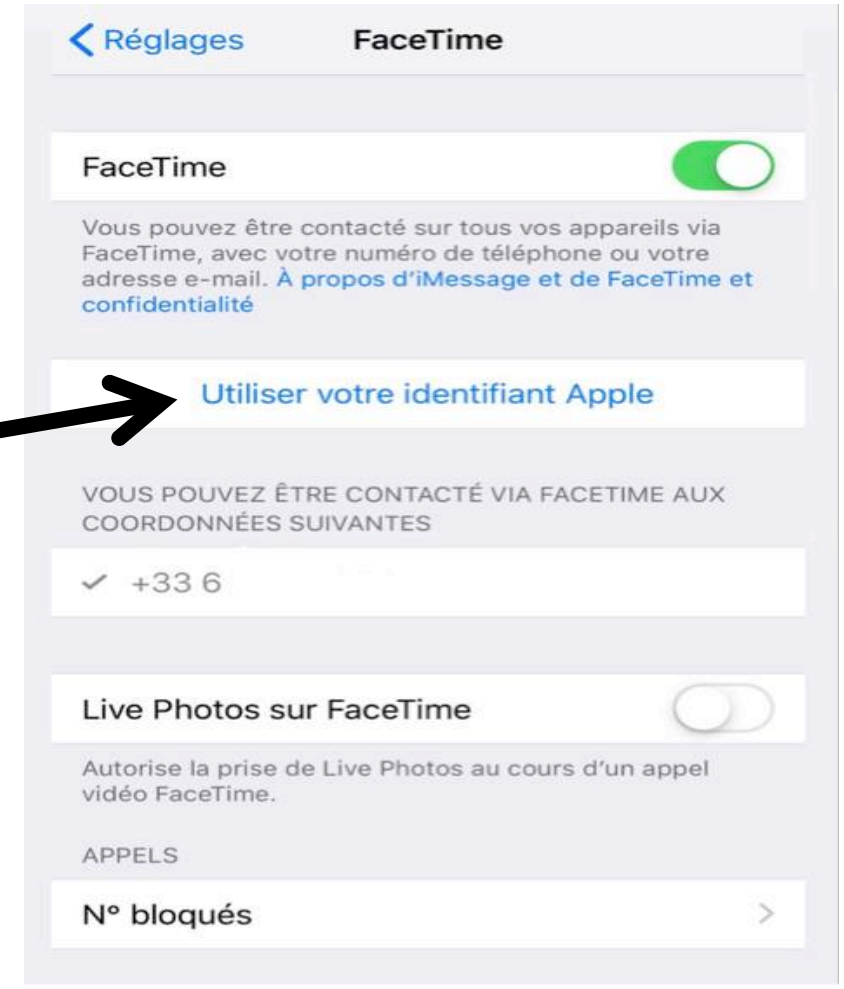 Réglages FaceTime
FaceTime
Vous pouvez être contacté sur tous vos appareils via
FaceTime, avec votre numéro de téléphone ou votre
adresse e-mail. À propos d’iMessage et de FaceTime et
confidentialité
Utiliser votre identifiant Apple
VOUS POUVEZ ÊTRE CONTACTÉ VIA FACETIME AUX
COORDONNÉES SUIVANTES
+33 6
Live Photos sur FaceTime
Autorise la prise de Live Photos au cours d’un appel
vidéo FaceTime.
APPELS
N° bloqués